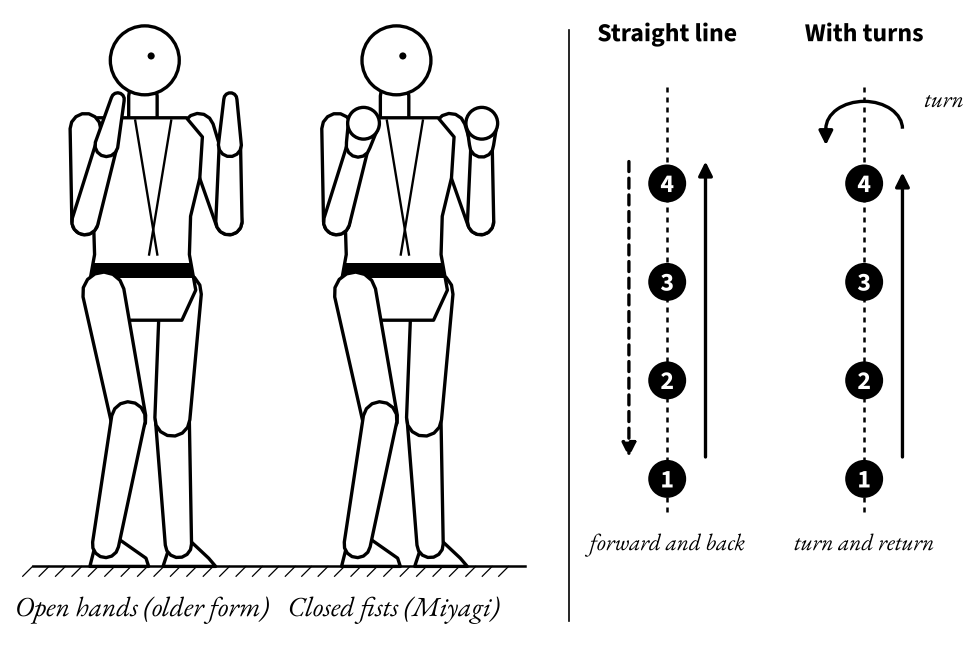 Straight line
With turns
turn
4
4
3
3
2
2
1
1
forward and back
turn and return
Open hands (older form)
Closed fists (Miyagi)